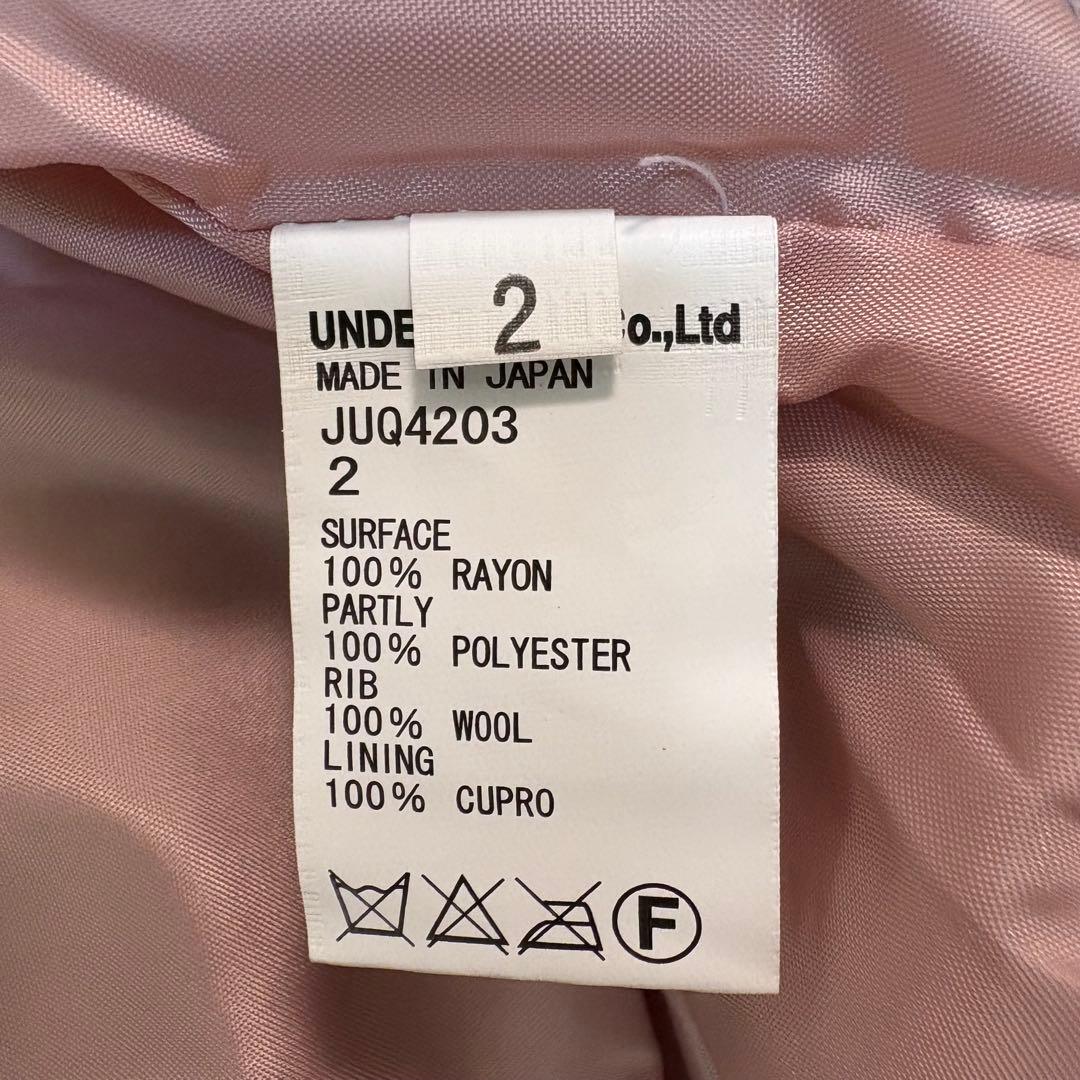 2
UNDE
o.,Ltd
MADE IN JAPAN
JUQ4203
2
SURFACE
100% RAYON
PARTLY
100% POLYESTER
RIB
100% WOOL
LINING
100% CUPRO
F